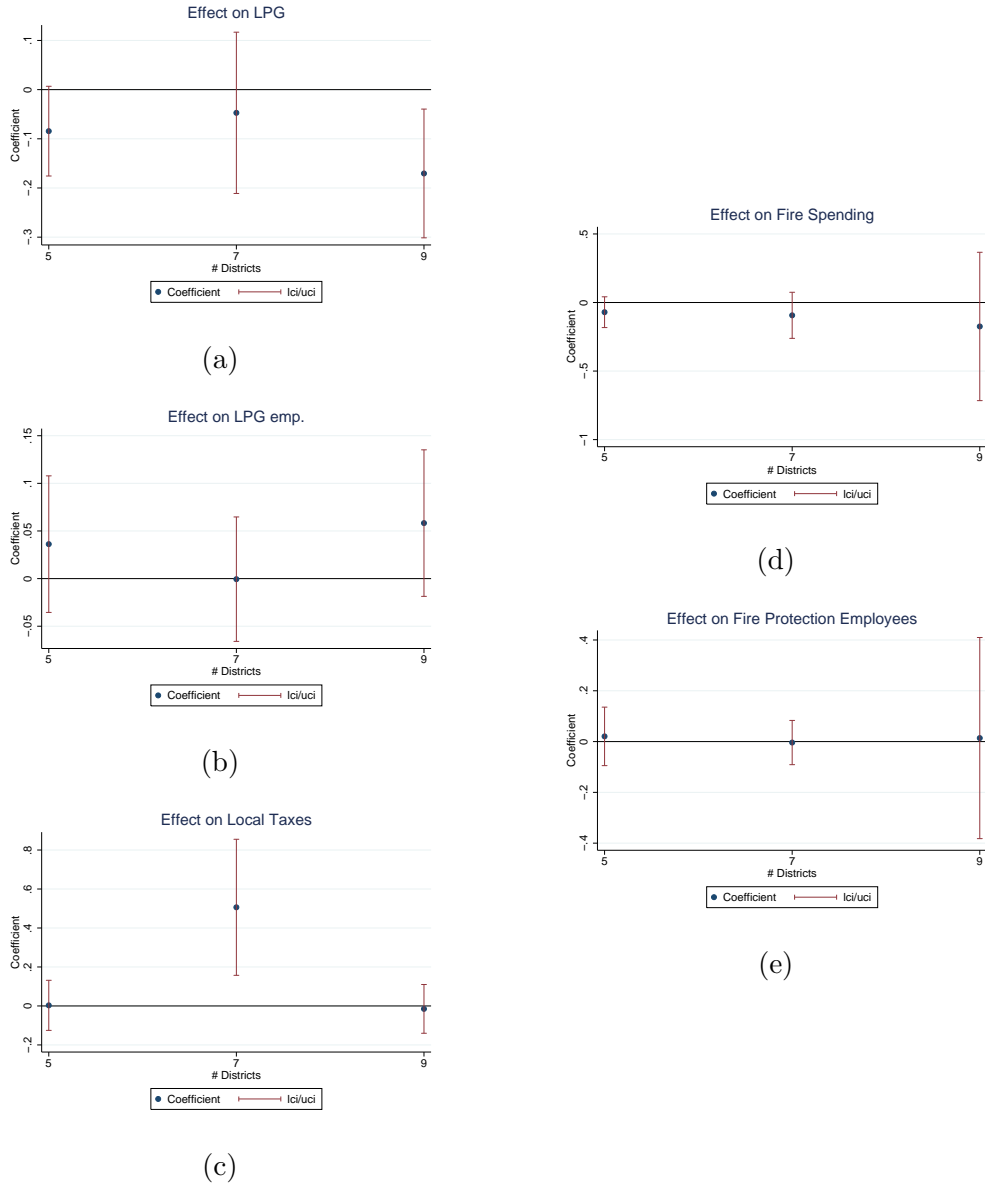 Effect on LPG
.1
0
-.1
-.2
-.3
Coefficient
5 7 9
# Districts
Coefficient lci/uci
(a)
Effect on LPG emp.
.15
.1
.05
0
-.05
Coefficient
5 7 9
# Districts
Coefficient lci/uci
(b)
Effect on Local Taxes
.8
.6
.4
.2
0
-.2
Coefficient
5 7 9
# Districts
Coefficient lci/uci
(c)
Effect on Fire Spending
.5
0
-.5
-1
Coefficient
5 7 9
# Districts
Coefficient lci/uci
(d)
Effect on Fire Protection Employees
.4
.2
0
-.2
-.4
Coefficient
5 7 9
# Districts
Coefficient lci/uci
(e)